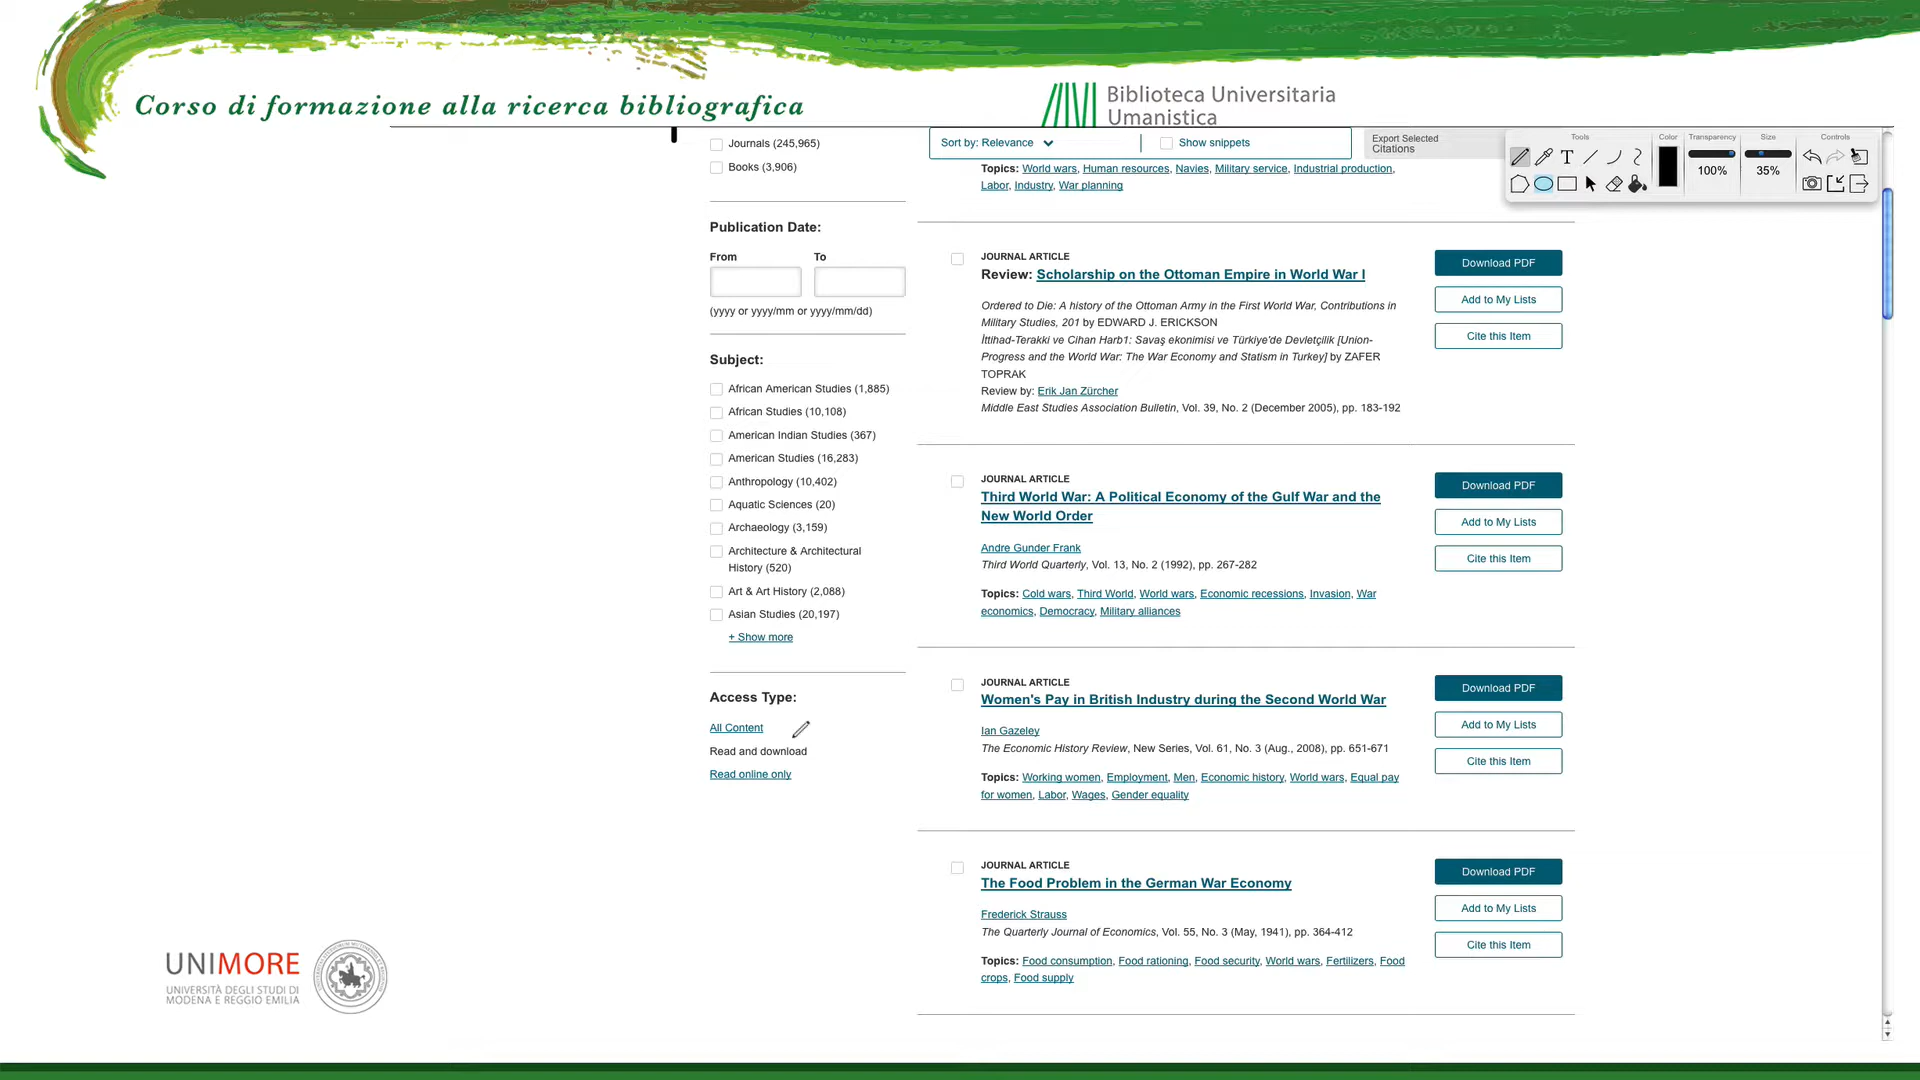 Corso di formazione alla ricerca bibliografica
Biblioteca Universitaria
Umanistica
Journals (245,965)
Books (3,906)
Publication Date:
From To
(yyyy or yyyy/mm or yyyy/mm/dd)
Subject:
African American Studies (1,885)
African Studies (10,108)
American Indian Studies (367)
American Studies (16,283)
Anthropology (10,402)
Aquatic Sciences (20)
Archaeology (3,159)
Architecture & Architectural
History (520)
Art & Art History (2,088)
Asian Studies (20,197)
+ Show more
Access Type:
All Content
Read and download
Read online only
Sort by: Relevance
Show snippets
Export Selected
Citations
Tools
Color
Transparency
100%
Size
35%
Controls
Topics: World wars, Human resources, Navies, Military service, Industrial production,
Labor, Industry, War planning
JOURNAL ARTICLE
Review: Scholarship on the Ottoman Empire in World War I
Ordered to Die: A history of the Ottoman Army in the First World War, Contributions in
Military Studies, 201 by EDWARD J. ERICKSON
İttihad-Terakki ve Cihan Harb1: Savaş ekonimisi ve Türkiye'de Devletçilik [Union-
Progress and the World War: The War Economy and Statism in Turkey] by ZAFER
TOPRAK
Review by: Erik Jan Zürcher
Middle East Studies Association Bulletin, Vol. 39, No. 2 (December 2005), pp. 183-192
Download PDF
Add to My Lists
Cite this Item
JOURNAL ARTICLE
Third World War: A Political Economy of the Gulf War and the
New World Order
Andre Gunder Frank
Third World Quarterly, Vol. 13, No. 2 (1992), pp. 267-282
Topics: Cold wars, Third World, World wars, Economic recessions, Invasion, War
economics, Democracy, Military alliances
Download PDF
Add to My Lists
Cite this Item
JOURNAL ARTICLE
Women's Pay in British Industry during the Second World War
Ian Gazeley
The Economic History Review, New Series, Vol. 61, No. 3 (Aug., 2008), pp. 651-671
Topics: Working women, Employment, Men, Economic history, World wars, Equal pay
for women, Labor, Wages, Gender equality
Download PDF
Add to My Lists
Cite this Item
JOURNAL ARTICLE
The Food Problem in the German War Economy
Frederick Strauss
The Quarterly Journal of Economics, Vol. 55, No. 3 (May, 1941), pp. 364-412
Topics: Food consumption, Food rationing, Food security, World wars, Fertilizers, Food
crops, Food supply
Download PDF
Add to My Lists
Cite this Item
UNIMORE
UNIVERSITÀ DEGLI STUDI DI
MODENA E REGGIO EMILIA